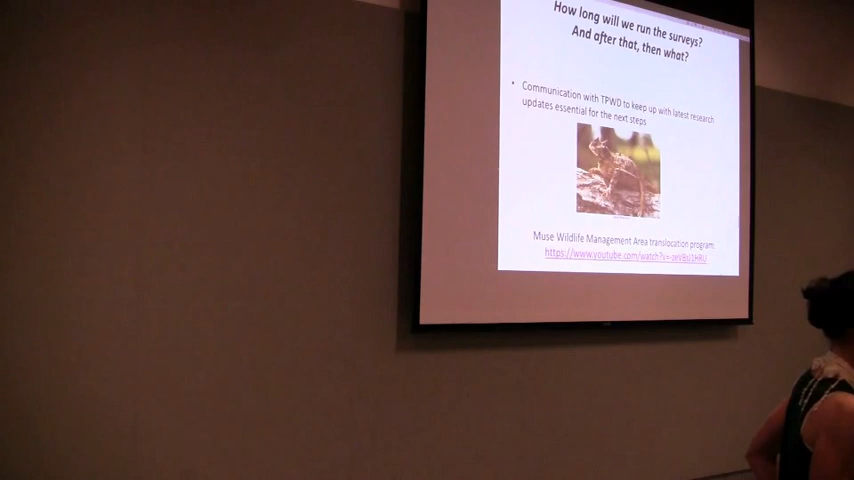 How long will we run the surveys?
And after that, then what?
• Communication with TPWD to keep up with latest research
updates essential for the next steps
Muse Wildlife Management Area translocation program: